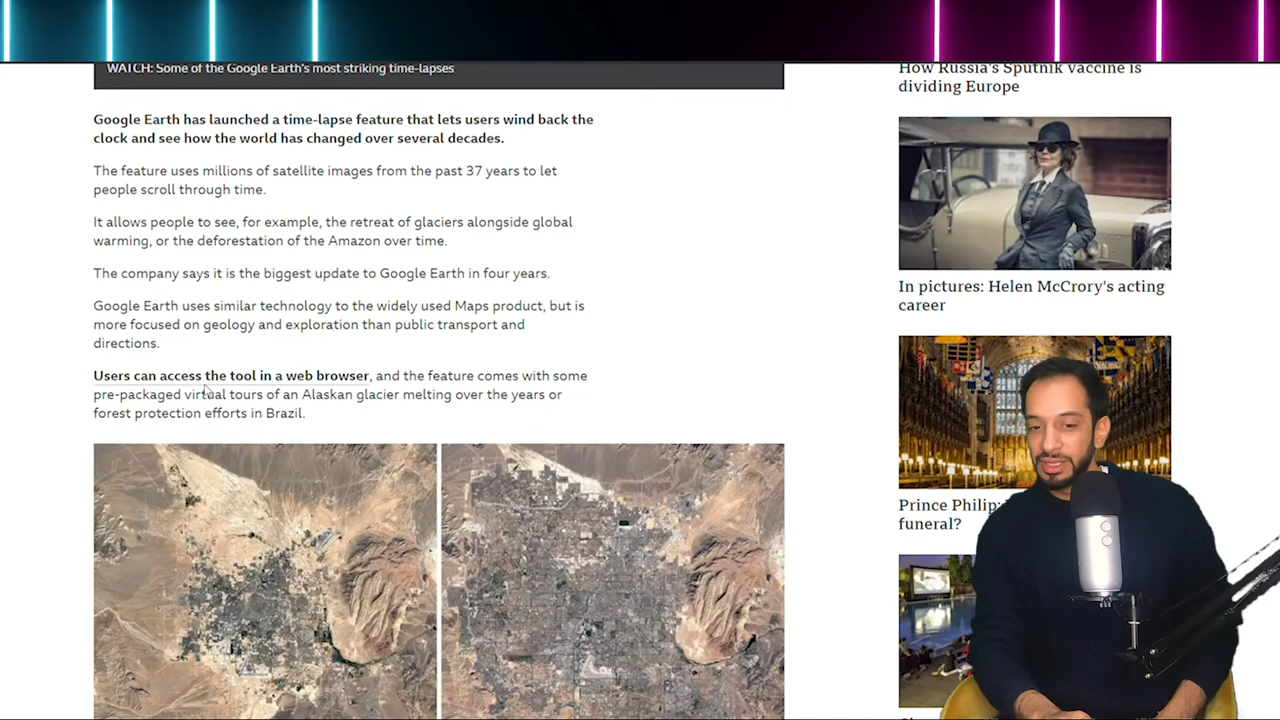 WATCH: Some of the Google Earth's most striking time-lapses
Google Earth has launched a time-lapse feature that lets users wind back the
clock and see how the world has changed over several decades.
The feature uses millions of satellite images from the past 37 years to let
people scroll through time.
It allows people to see, for example, the retreat of glaciers alongside global
warming, or the deforestation of the Amazon over time.
The company says it is the biggest update to Google Earth in four years.
Google Earth uses similar technology to the widely used Maps product, but is
more focused on geology and exploration than public transport and
directions.
Users can access the tool in a web browser, and the feature comes with some
pre-packaged virtual tours of an Alaskan glacier melting over the years or
forest protection efforts in Brazil.
How Russia's Sputnik vaccine is
dividing Europe
In pictures: Helen McCrory's acting
career
Prince Philip:
funeral?